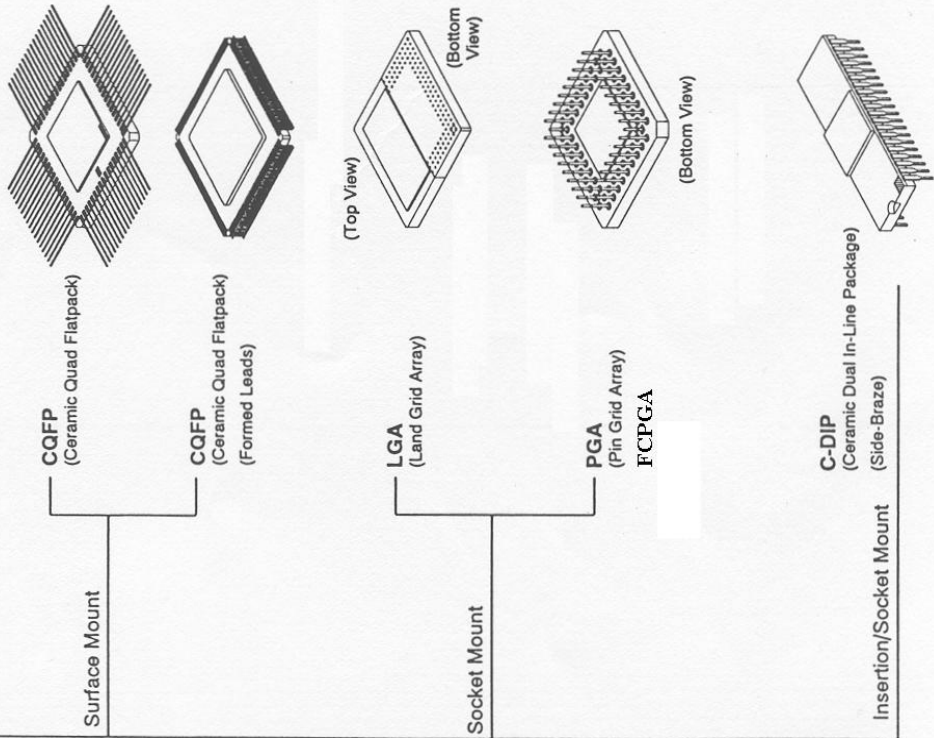 Surface Mount
CQFP
(Ceramic Quad Flatpack)
CQFP
(Ceramic Quad Flatpack)
(Formed Leads)
Socket Mount
LGA
(Land Grid Array)
(Top View)
(Bottom
View)
PGA
(Pin Grid Array)
FCPGA
(Bottom View)
Insertion/Socket Mount
C-DIP
(Ceramic Dual In-Line Package)
(Side-Braze)